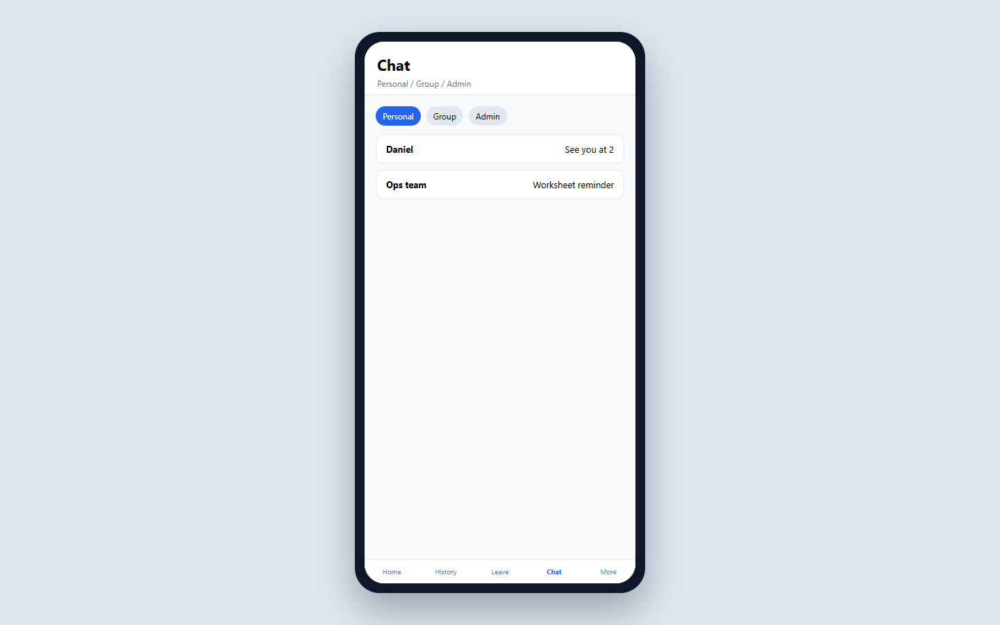 Chat
Personal / Group / Admin
Personal Group Admin
Daniel See you at 2
Ops team Worksheet reminder
Home History Leave Chat More